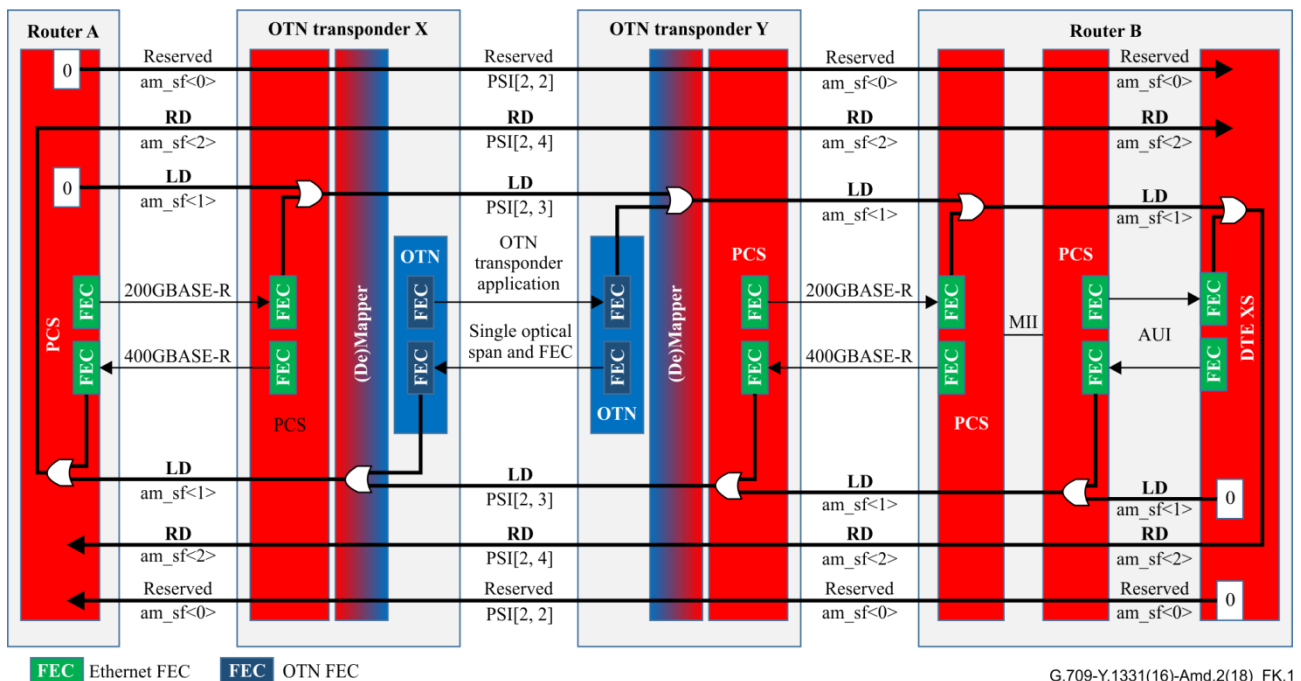 Router A
OTN transponder X
OTN transponder Y
Router B
0
Reserved
am_sf<0>
Reserved
PSI[2, 2]
Reserved
am_sf<0>
Reserved
am_sf<0>
RD
am_sf<2>
RD
PSI[2, 4]
RD
am_sf<2>
RD
am_sf<2>
0
LD
am_sf<1>
LD
PSI[2, 3]
LD
am_sf<1>
LD
am_sf<1>
PCS
FEC
FEC
200GBASE-R
400GBASE-R
FEC
FEC
PCS
(De)Mapper
OTN
FEC
FEC
OTN
transponder
application
Single optical
span and FEC
FEC
FEC
OTN
(De)Mapper
PCS
FEC
FEC
200GBASE-R
400GBASE-R
FEC
FEC
PCS
MII
PCS
FEC
FEC
AUI
FEC
FEC
DTE XS
LD
am_sf<1>
LD
PSI[2, 3]
LD
am_sf<1>
LD
am_sf<1>
0
RD
am_sf<2>
RD
PSI[2, 4]
RD
am_sf<2>
RD
am_sf<2>
Reserved
am_sf<0>
Reserved
PSI[2, 2]
Reserved
am_sf<0>
Reserved
am_sf<0>
0
FEC Ethernet FEC
FEC OTN FEC
G.709-Y.1331(16)-Amd.2(18)_FK.1